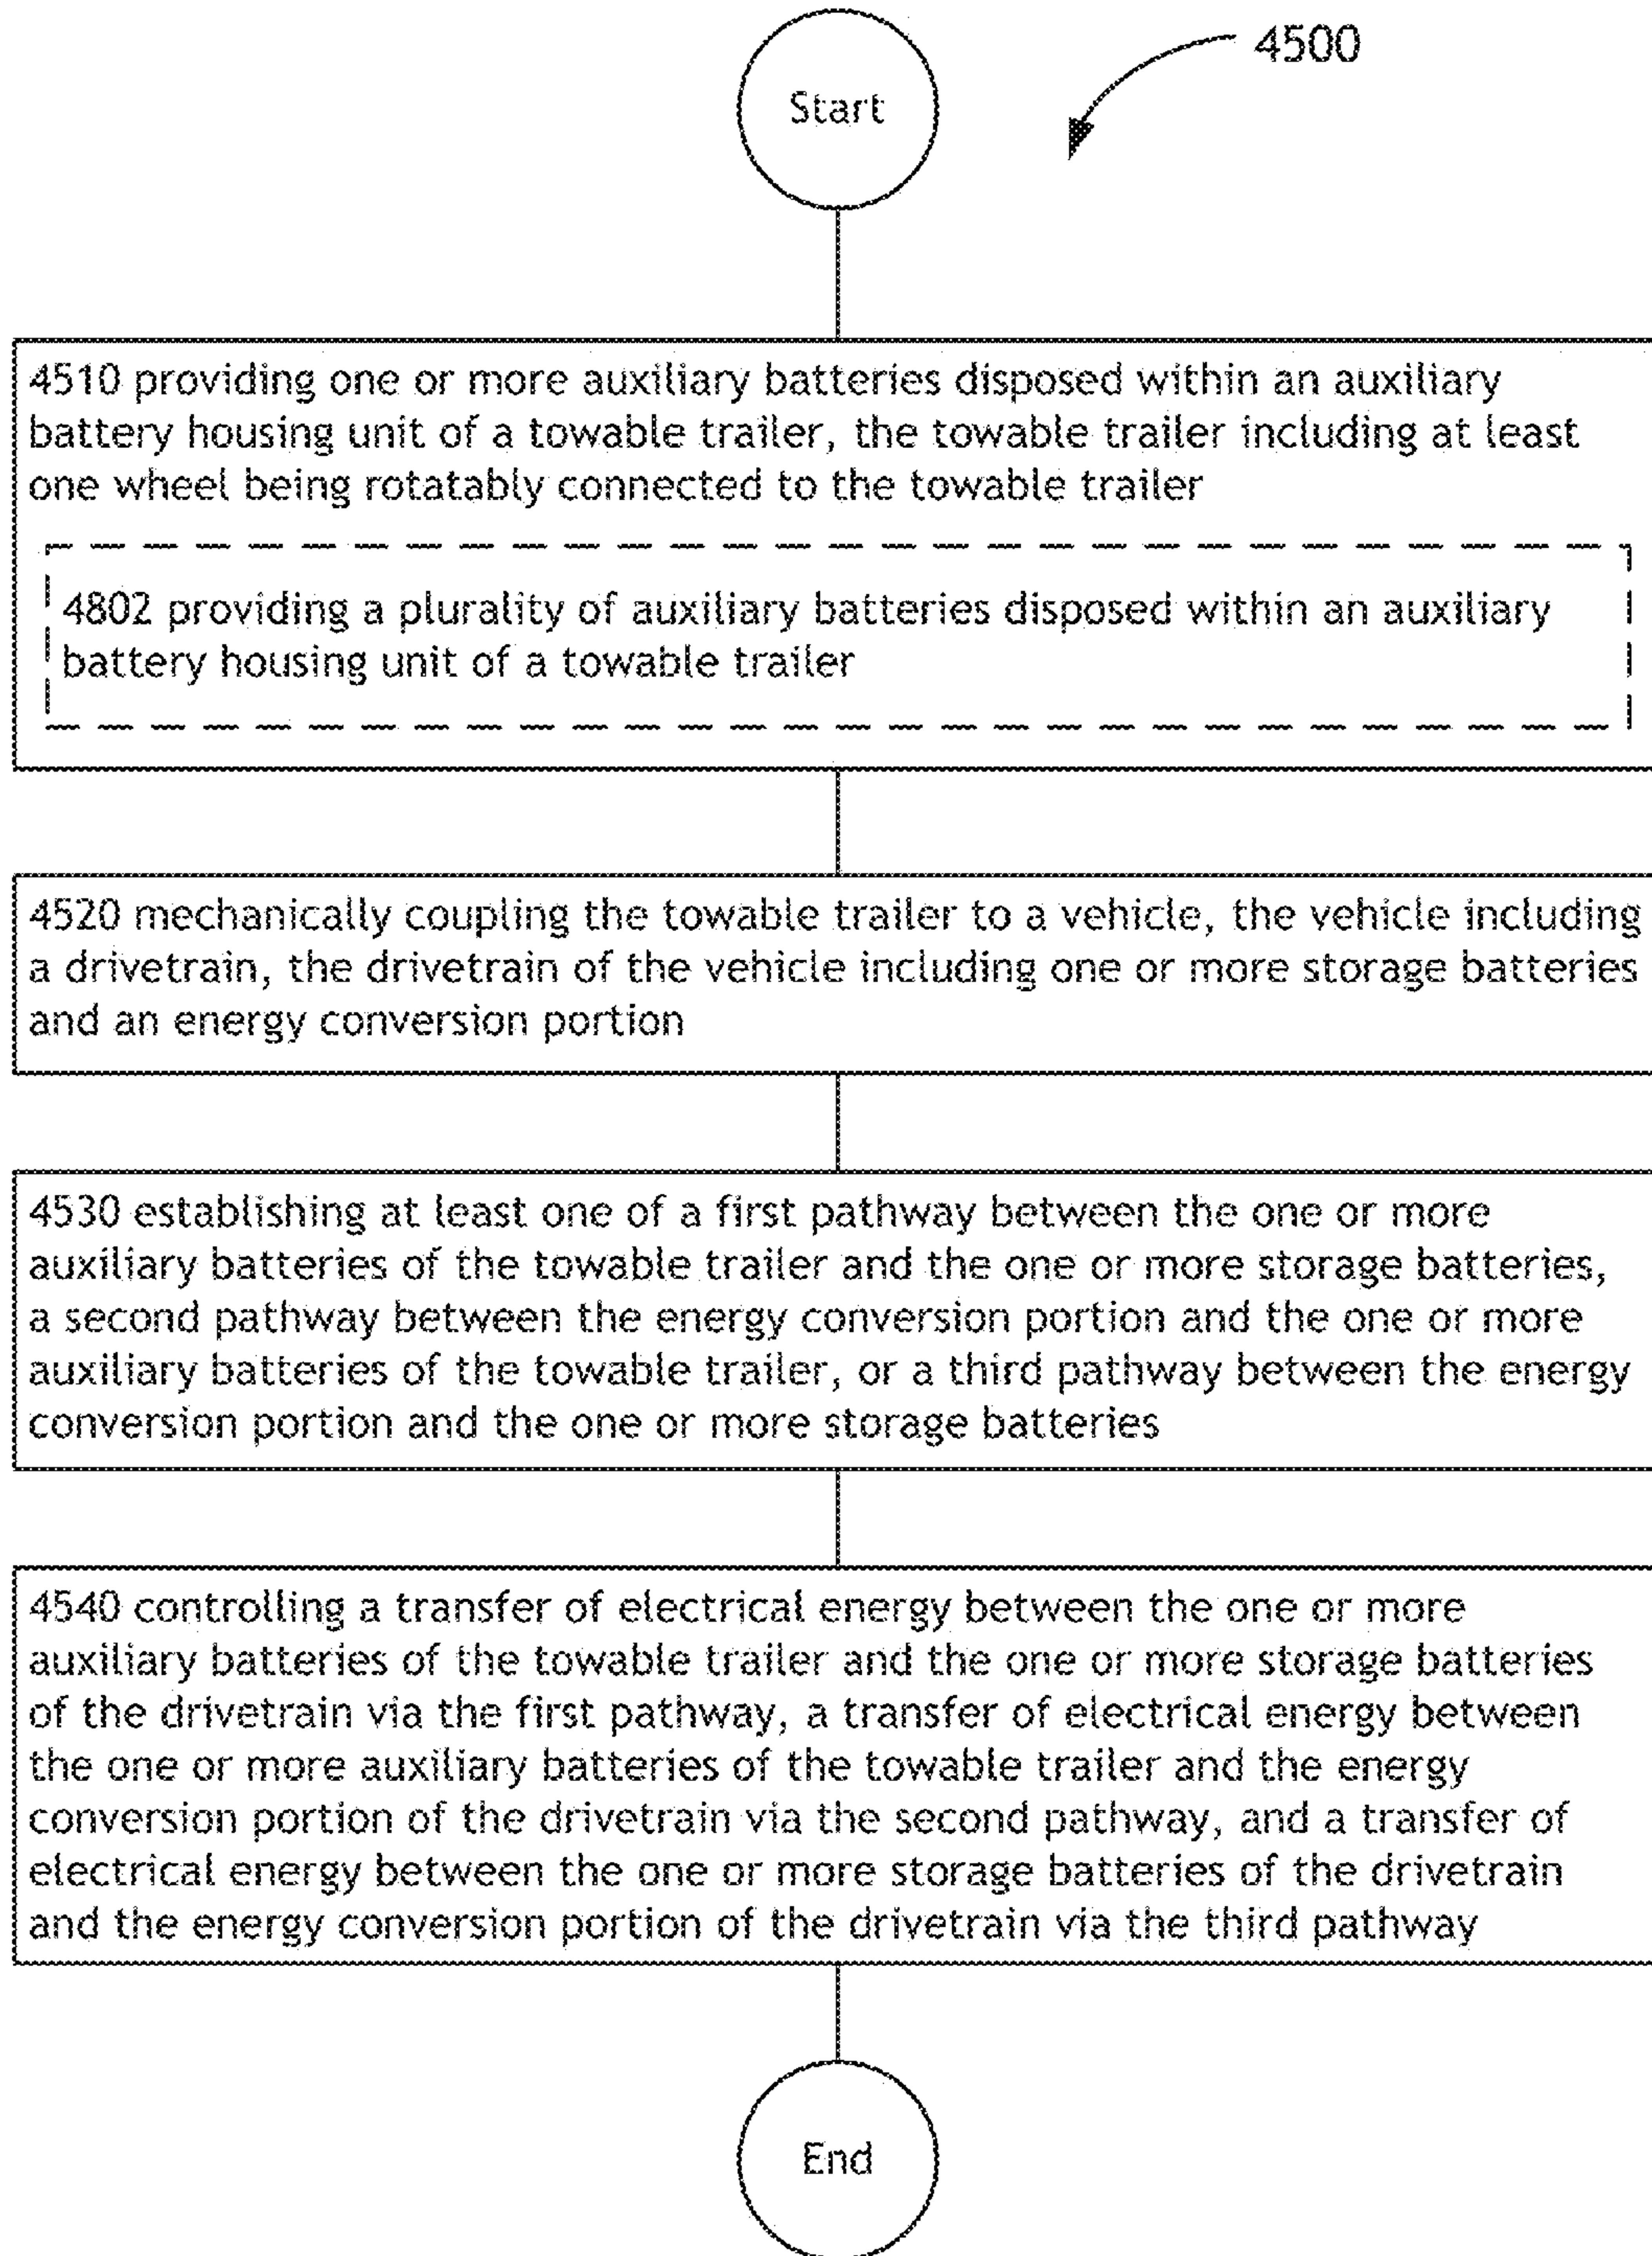 Start
4500
4510 providing one or more auxiliary batteries disposed within an auxiliary
battery housing unit of a towable trailer, the towable trailer including at least
one wheel being rotatably connected to the towable trailer
4802 providing a plurality of auxiliary batteries disposed within an auxiliary
battery housing unit of a towable trailer
4520 mechanically coupling the towable trailer to a vehicle, the vehicle including
a drivetrain, the drivetrain of the vehicle including one or more storage batteries
and an energy conversion portion
4530 establishing at least one of a first pathway between the one or more
auxiliary batteries of the towable trailer and the one or more storage batteries,
a second pathway between the energy conversion portion and the one or more
auxiliary batteries of the towable trailer, or a third pathway between the energy
conversion portion and the one or more storage batteries
4540 controlling a transfer of electrical energy between the one or more
auxiliary batteries of the towable trailer and the one or more storage batteries
of the drivetrain via the first pathway, a transfer of electrical energy between
the one or more auxiliary batteries of the towable trailer and the energy
conversion portion of the drivetrain via the second pathway, and a transfer of
electrical energy between the one or more storage batteries of the drivetrain
and the energy conversion portion of the drivetrain via the third pathway
End